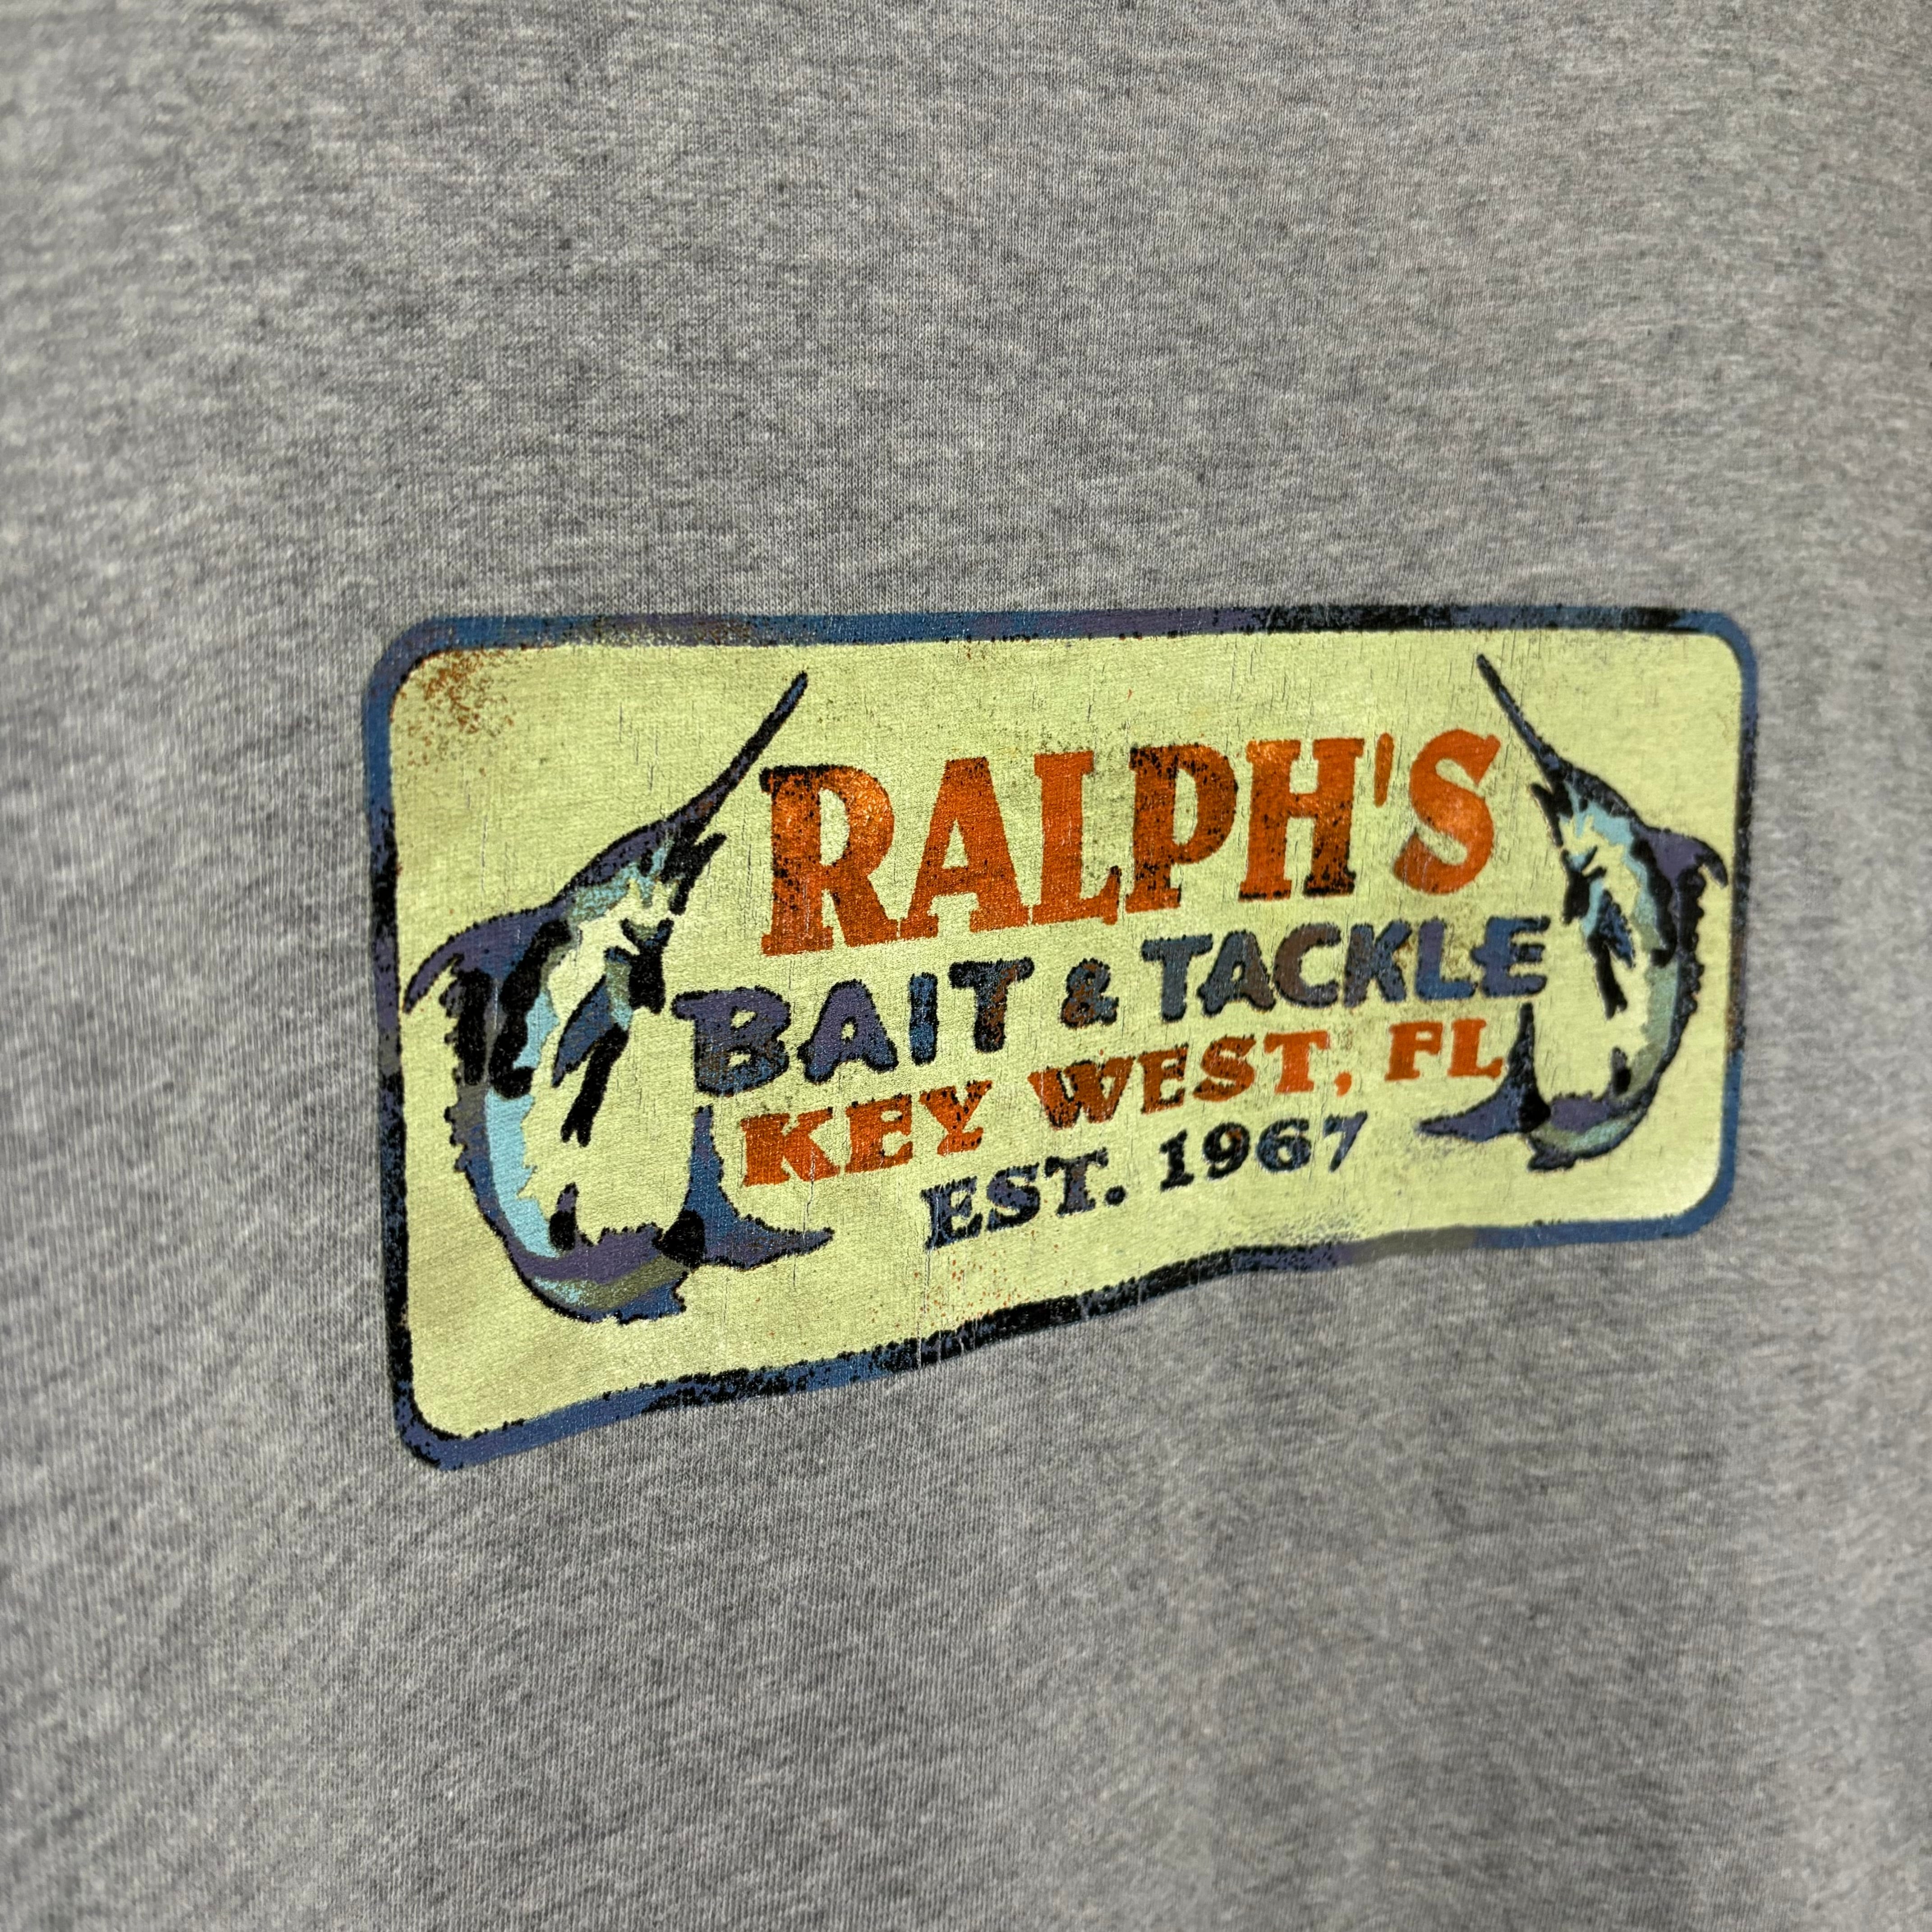 RALPH'S
BAIT & TACKLE
KEY WEST, FL
EST. 1967